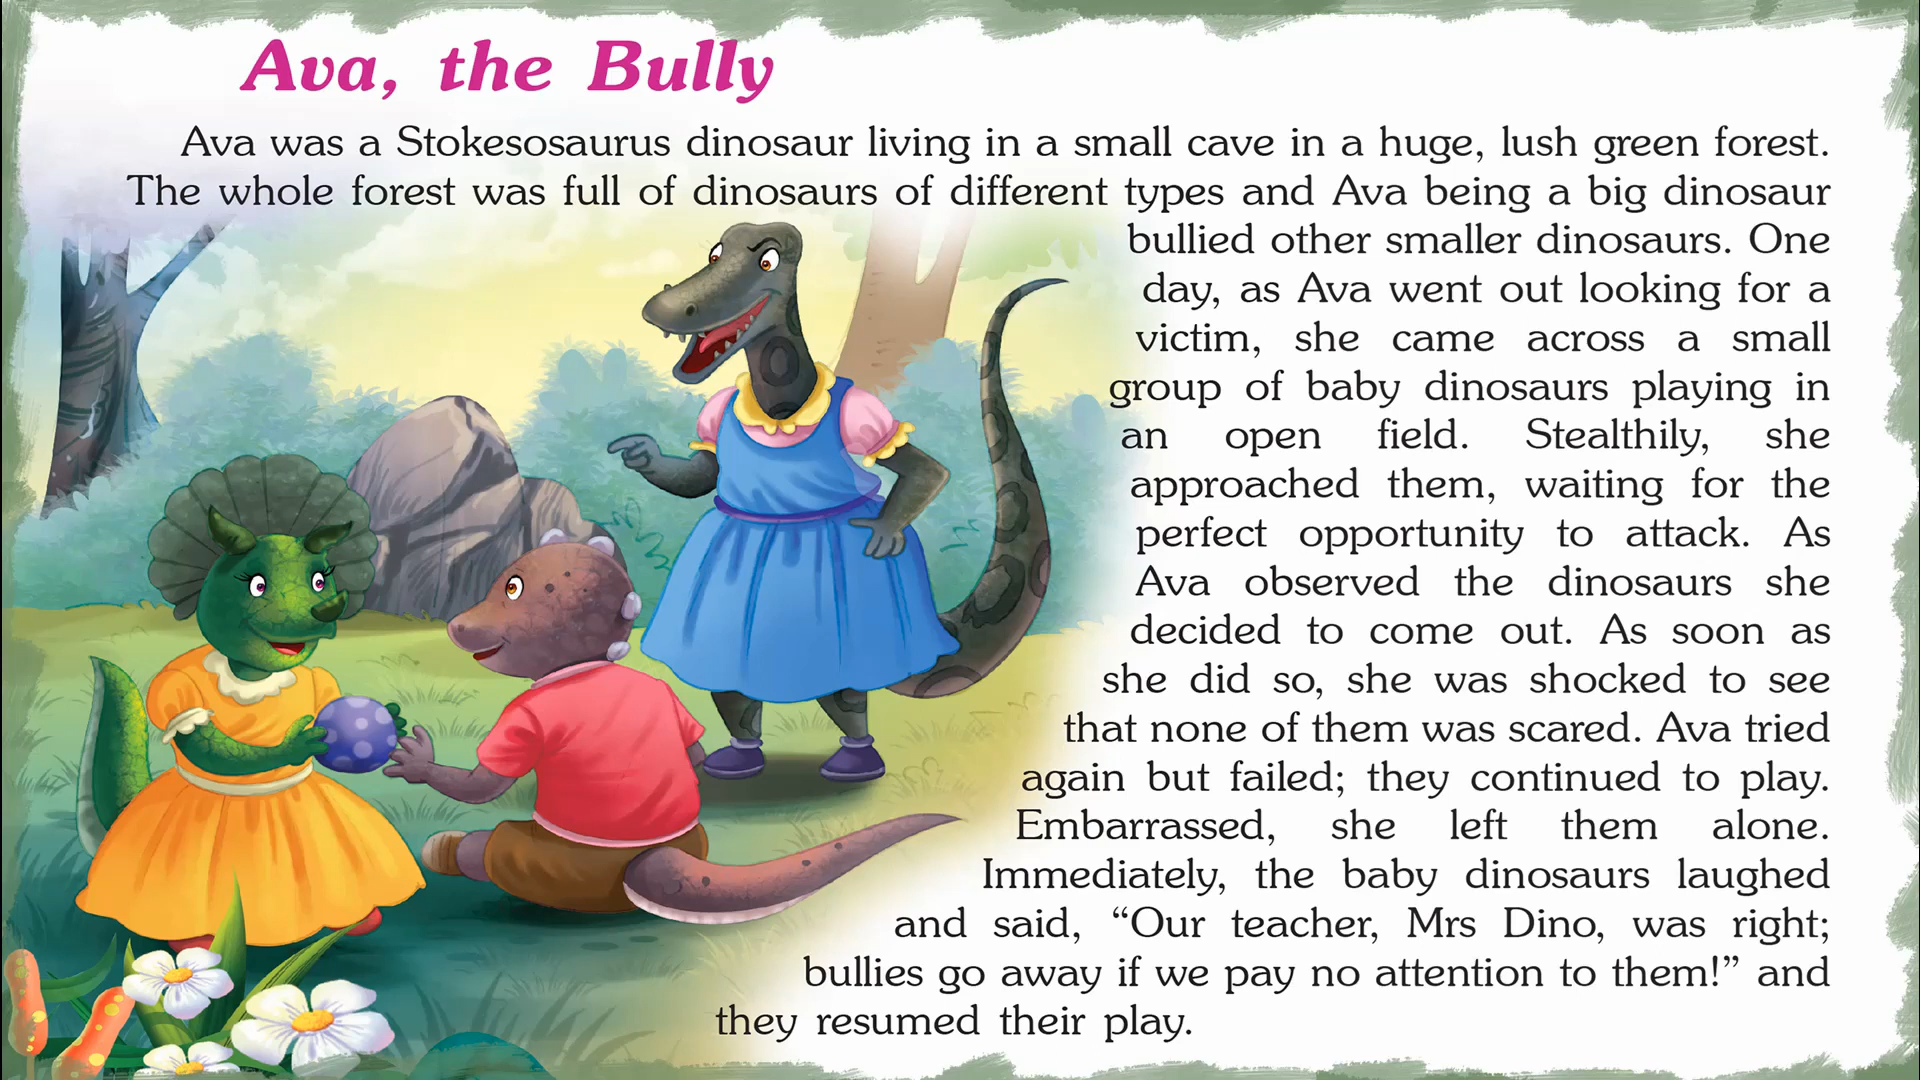 Ava, the Bully
Ava was a Stokesosaurus dinosaur living in a small cave in a huge, lush green forest.
The whole forest was full of dinosaurs of different types and Ava being a big dinosaur
bullied other smaller dinosaurs. One
day, as Ava went out looking for a
victim, she came across a small
group of baby dinosaurs playing in
an open field. Stealthily, she
approached them, waiting for the
perfect opportunity to attack. As
Ava observed the dinosaurs she
decided to come out. As soon as
she did so, she was shocked to see
that none of them was scared. Ava tried
again but failed; they continued to play.
Embarrassed, she left them alone.
Immediately, the baby dinosaurs laughed
and said, “Our teacher, Mrs Dino, was right;
bullies go away if we pay no attention to them!” and
they resumed their play.